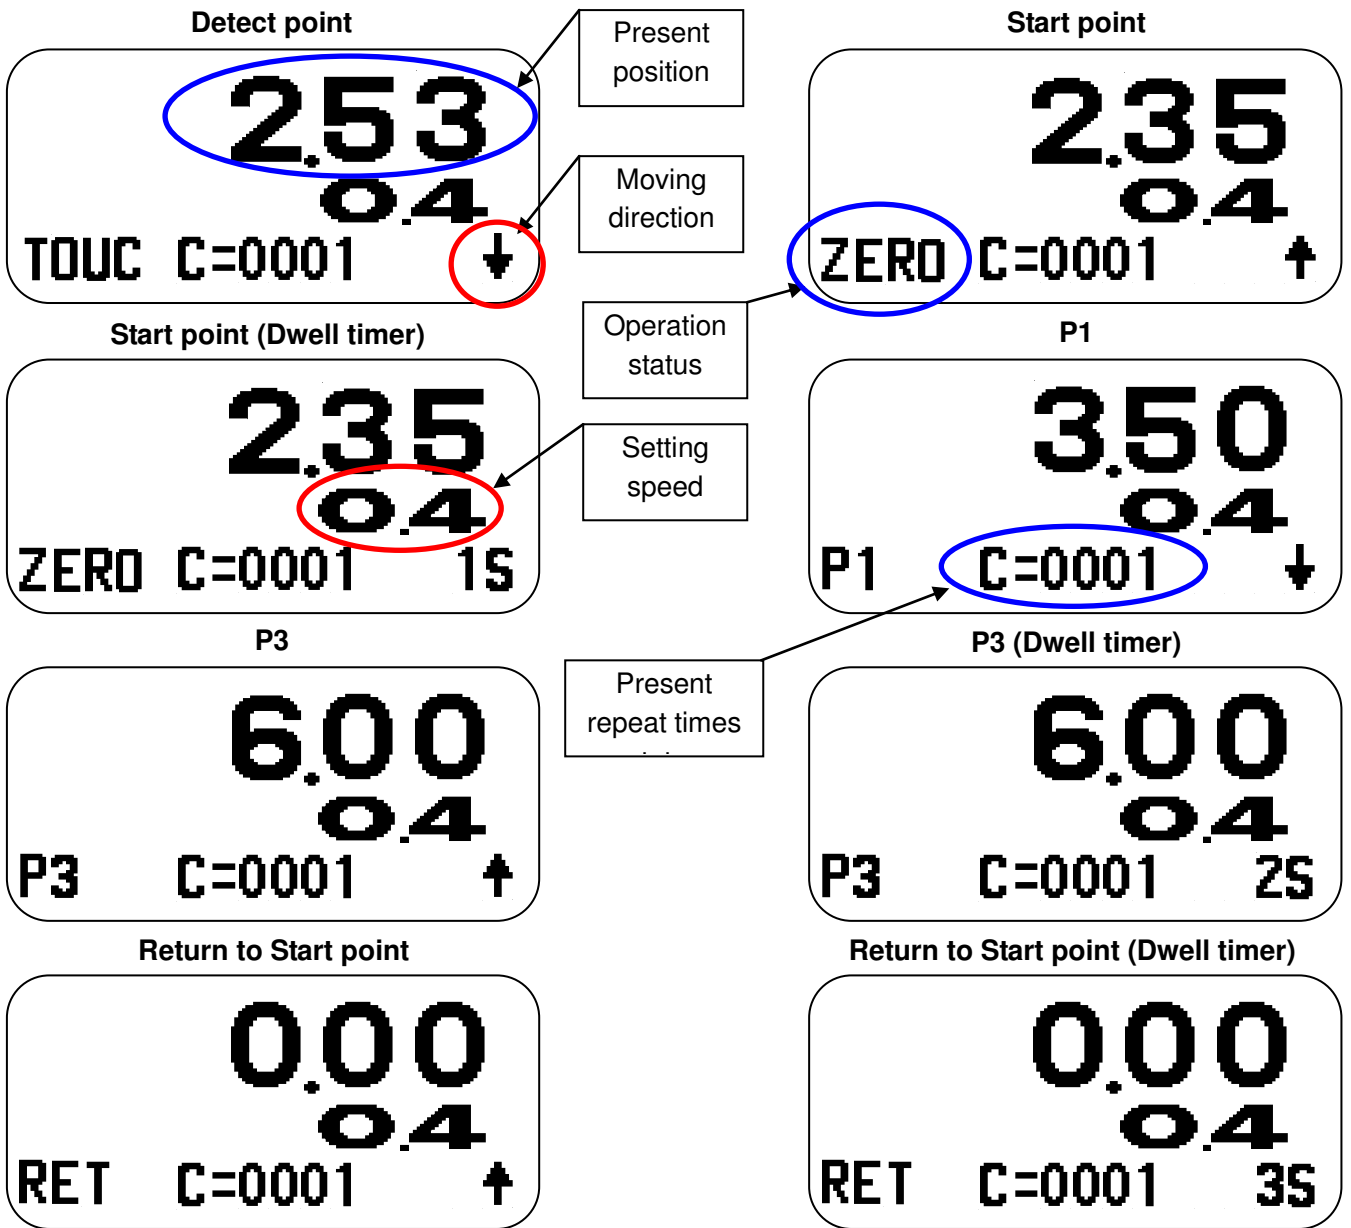 Detect point
2.53
0.4
TOUC C=0001
Present
position
Moving
direction
Start point
2.35
0.4
ZERO C=0001
Operation
status
Start point (Dwell timer)
2.35
0.4
ZERO C=0001 1S
Setting
speed
P1
3.50
0.4
P1 C=0001
Present
repeat times
P3
6.00
0.4
P3 C=0001
P3 (Dwell timer)
6.00
0.4
P3 C=0001 2S
Return to Start point
0.00
0.4
RET C=0001
Return to Start point (Dwell timer)
0.00
0.4
RET C=0001 3S